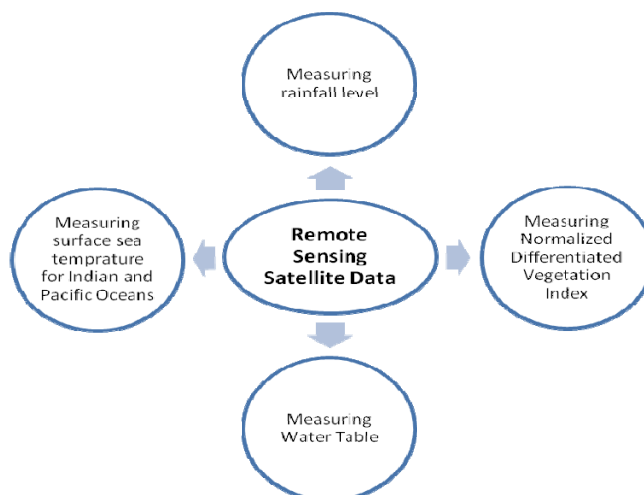 Measuring
rainfall level
Measuring
surface sea
temprature
for Indian and
Pacific Oceans
Remote
Sensing
Satellite Data
Measuring
Normalized
Differentiated
Vegetation
Index
Measuring
Water Table